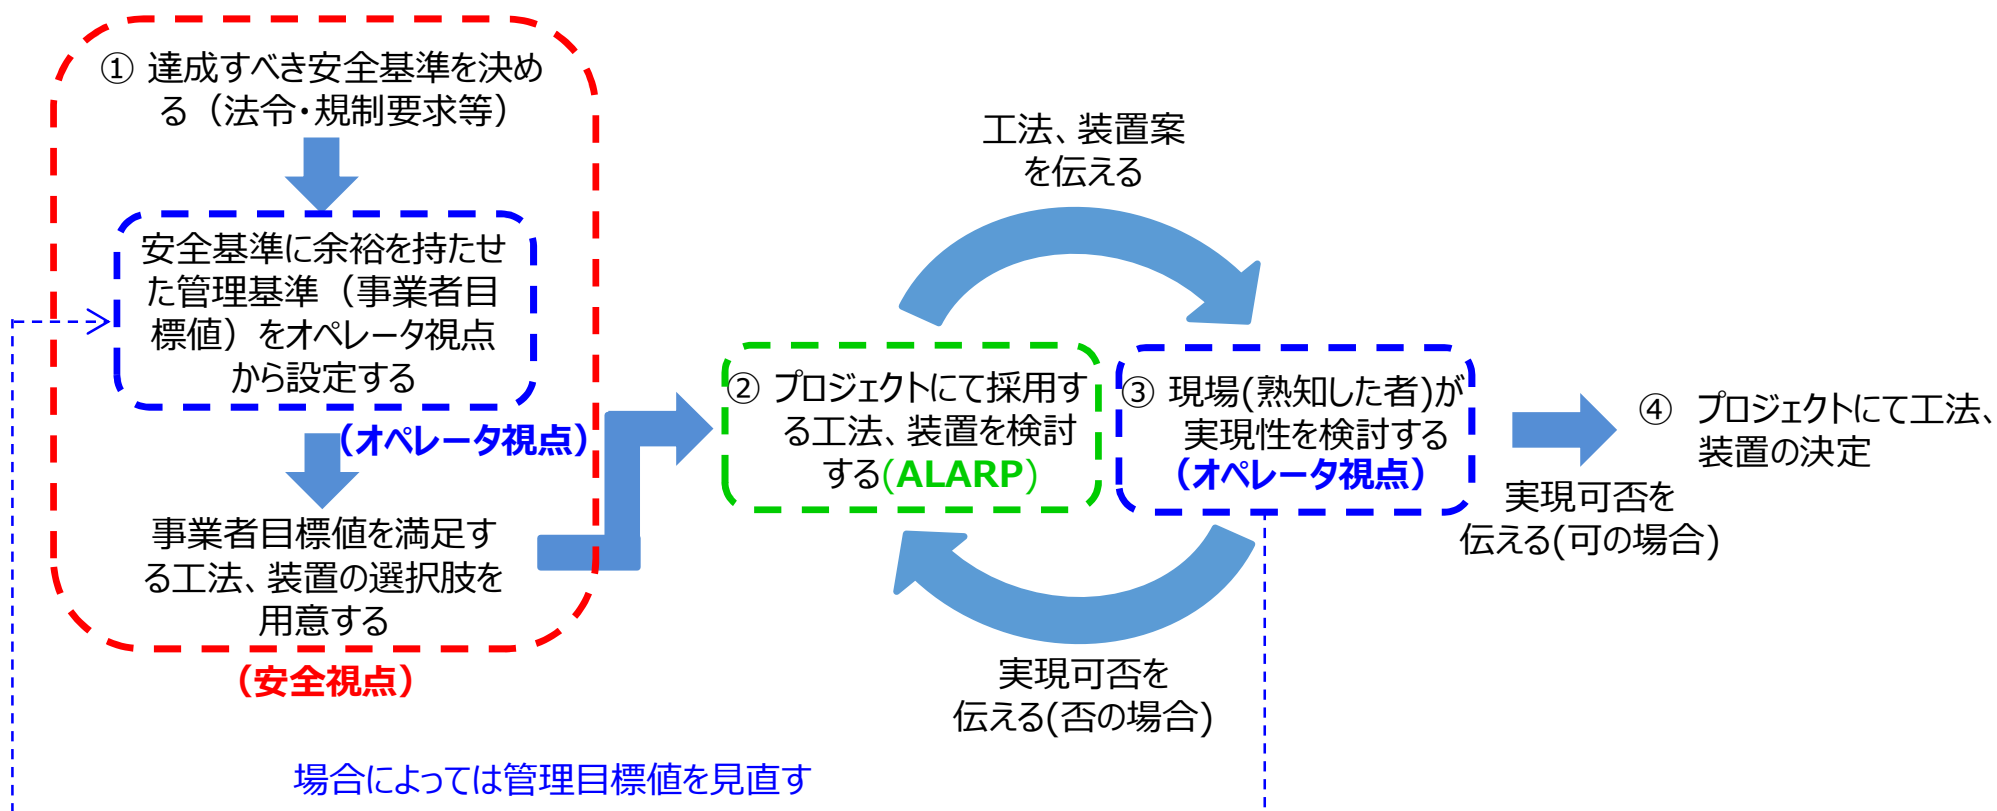 ① 達成すべき安全基準を決め
る（法令・規制要求等）
安全基準に余裕を持たせ
た管理基準（事業者目
標値）をオペレータ視点
から設定する
（オペレータ視点）
事業者目標値を満足す
る工法、装置の選択肢を
用意する
（安全視点）
工法、装置案
を伝える
② プロジェクトにて採用す
る工法、装置を検討
する(ALARP)
③ 現場(熟知した者)が
実現性を検討する
（オペレータ視点）
実現可否を
伝える(否の場合)
④ プロジェクトにて工法、
装置の決定
実現可否を
伝える(可の場合)
場合によっては管理目標値を見直す